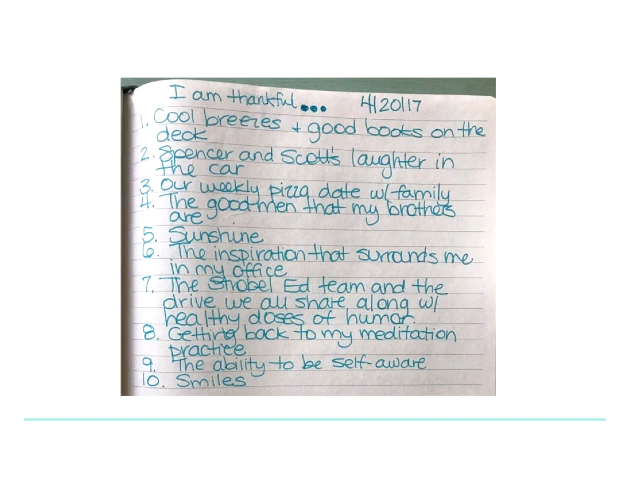 I am thankful... 4/20/17
1. Cool breezes + good books on the
deck
2. Spencer and Scott's laughter in
the car
3. Our weekly pizza date w/ family
4. The good men that my brothers
are
5. Sunshine
6. The inspiration that surrounds me
in my office
7. The Shobel Ed team and the
drive we all share along w/
healthy doses of humor.
8. Getting back to my meditation
practice
9. The ability to be self-aware
10. Smiles